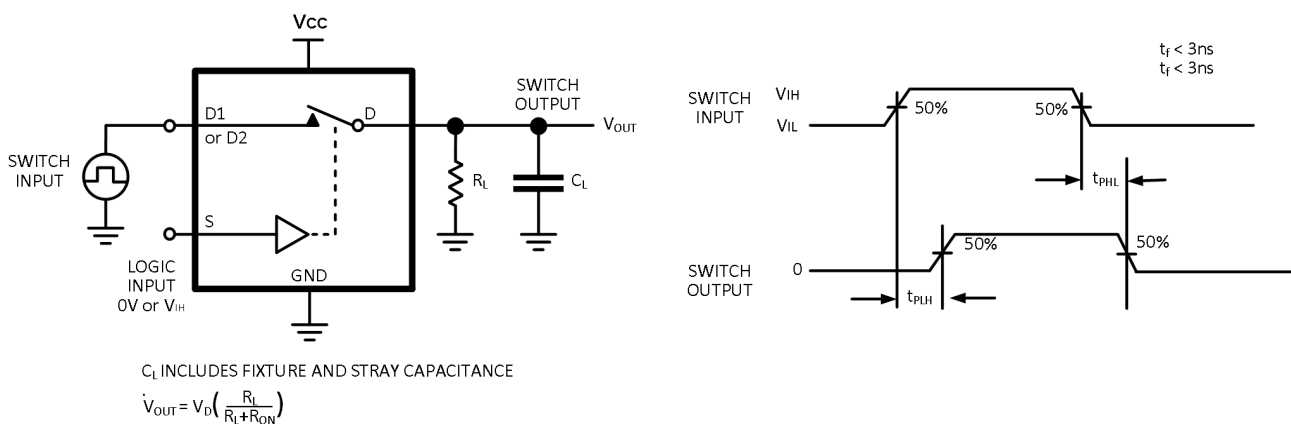 Vcc
D1
or D2
D
SWITCH
OUTPUT
VOUT
SWITCH
INPUT
RL
CL
S
LOGIC
INPUT
0V or VIH
GND
CL INCLUDES FIXTURE AND STRAY CAPACITANCE
VOUT = VD( RL / RL+RON )
tf < 3ns
tf < 3ns
SWITCH
INPUT
VIH
VIL
50%
50%
tPHL
SWITCH
OUTPUT
0
50%
50%
tPLH